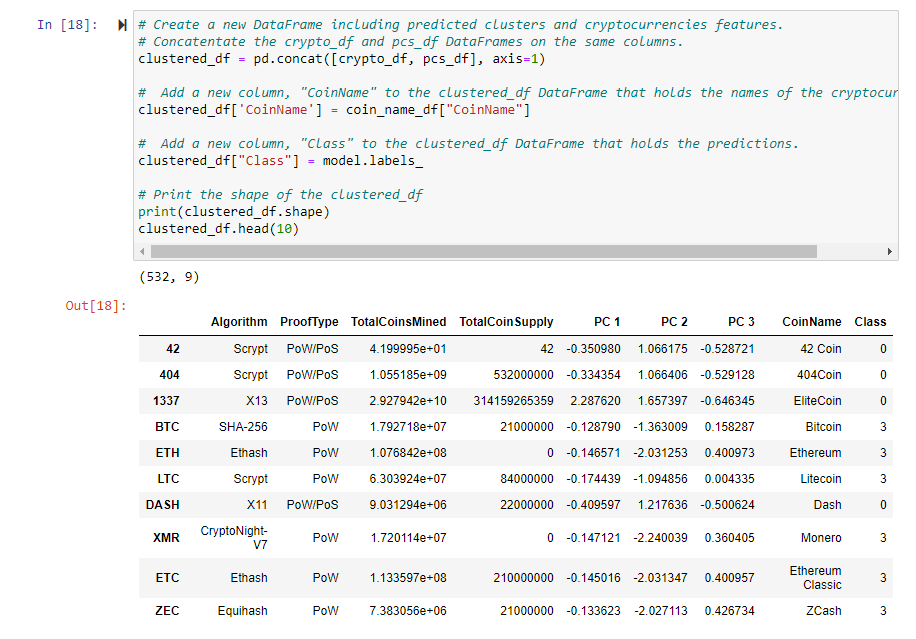 In [18]:
# Create a new DataFrame including predicted clusters and cryptocurrencies features.
# Concatentate the crypto_df and pcs_df DataFrames on the same columns.
clustered_df = pd.concat([crypto_df, pcs_df], axis=1)
#  Add a new column, "CoinName" to the clustered_df DataFrame that holds the names of the cryptocur
clustered_df['CoinName'] = coin_name_df["CoinName"]
#  Add a new column, "Class" to the clustered_df DataFrame that holds the predictions.
clustered_df["Class"] = model.labels_
# Print the shape of the clustered_df
print(clustered_df.shape)
clustered_df.head(10)
(532, 9)
Out[18]:
Algorithm ProofType TotalCoinsMined TotalCoinSupply PC 1 PC 2 PC 3 CoinName Class
42 Scrypt PoW/PoS 4.199995e+01 42 -0.350980 1.066175 -0.528721 42 Coin 0
404 Scrypt PoW/PoS 1.055185e+09 532000000 -0.334354 1.066406 -0.529128 404Coin 0
1337 X13 PoW/PoS 2.927942e+10 314159265359 2.287620 1.657397 -0.646345 EliteCoin 0
BTC SHA-256 PoW 1.792718e+07 21000000 -0.128790 -1.363009 0.158287 Bitcoin 3
ETH Ethash PoW 1.076842e+08 0 -0.146571 -2.031253 0.400973 Ethereum 3
LTC Scrypt PoW 6.303924e+07 84000000 -0.174439 -1.094856 0.004335 Litecoin 3
DASH X11 PoW/PoS 9.031294e+06 22000000 -0.409597 1.217636 -0.500624 Dash 0
XMR CryptoNight-
V7 PoW 1.720114e+07 0 -0.147121 -2.240039 0.360405 Monero 3
ETC Ethash PoW 1.133597e+08 210000000 -0.145016 -2.031347 0.400957 Ethereum
Classic 3
ZEC Equihash PoW 7.383056e+06 21000000 -0.133623 -2.027113 0.426734 ZCash 3